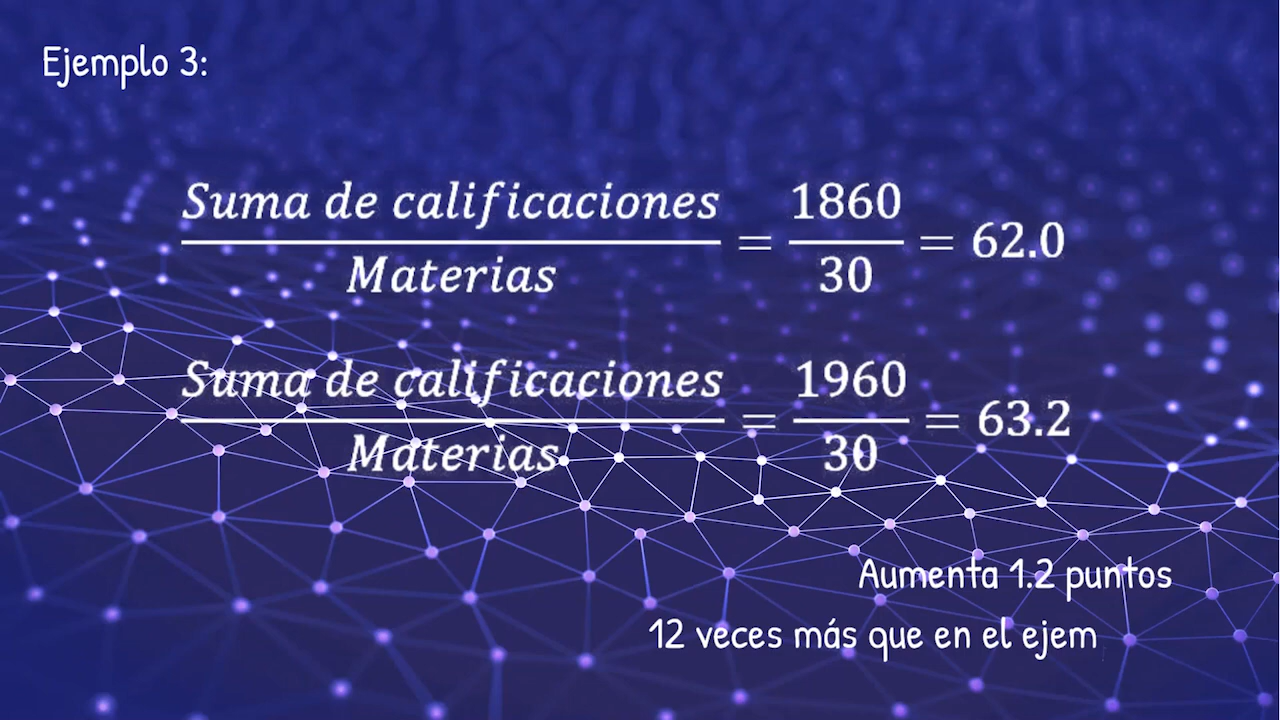 Ejemplo 3:
Suma de calificaciones
Materias
= 1860/30 = 62.0
Suma de calificaciones
Materias
= 1960/30 = 63.2
Aumenta 1.2 puntos
12 veces más que en el ejem